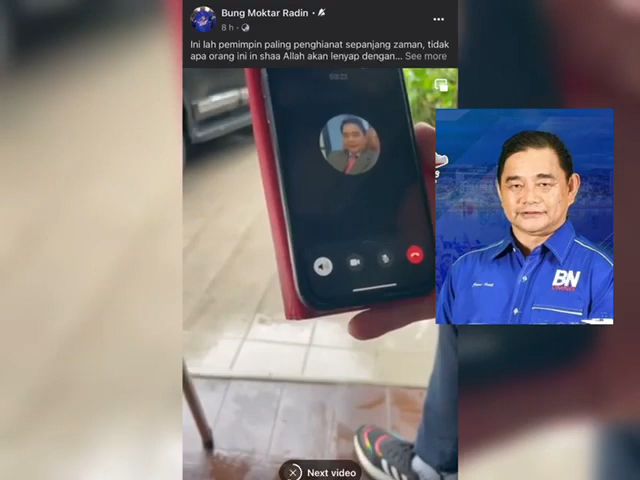 Bung Moktar Radin
8 h
Ini lah pemimpin paling penghianat sepanjang zaman, tidak
apa orang ini in shaa Allah akan lenyap dengan... See more
BN
Next video